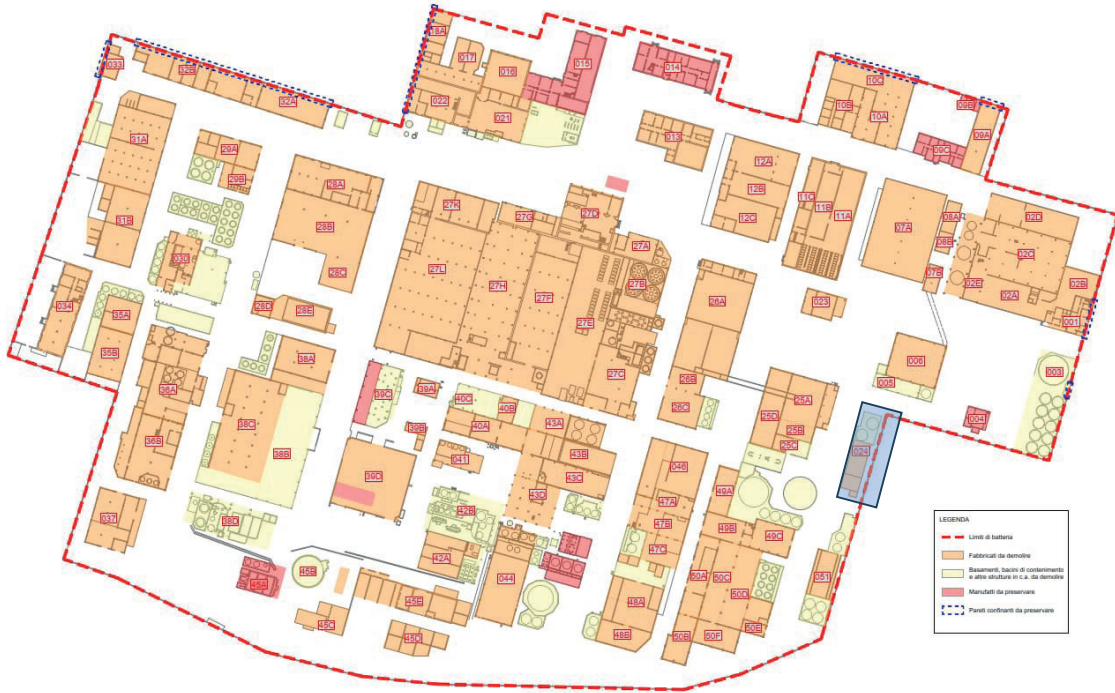 18A
017
016
015
014
033
32B
32A
022
021
10C
10B
10A
09B
09A
09C
013
31A
29A
29B
28A
12A
12B
12C
11C
11B
11A
07A
08A
08B
07B
02D
02C
02E
02A
02B
001
31B
28B
28C
030
27K
27G
27D
27A
27L
27H
27F
27B
27E
27C
26A
023
034
35A
35B
28D
28E
006
005
003
004
36A
38A
39C
39A
40C
40B
26B
26C
25A
25D
25B
25C
024
36B
38C
38B
39B
40A
43A
041
43B
39D
43C
046
43D
47A
49A
037
38D
42B
47B
49B
49C
42A
47C
45A
45B
044
50A
50C
50D
051
45E
48A
45C
45D
48B
50B
50F
50E
LEGENDA
Limiti di batteria
Fabbricati da demolire
Basamenti, bacini di contenimento
e altre strutture in c.a. da demolire
Manufatti da preservare
Pareti confinanti da preservare